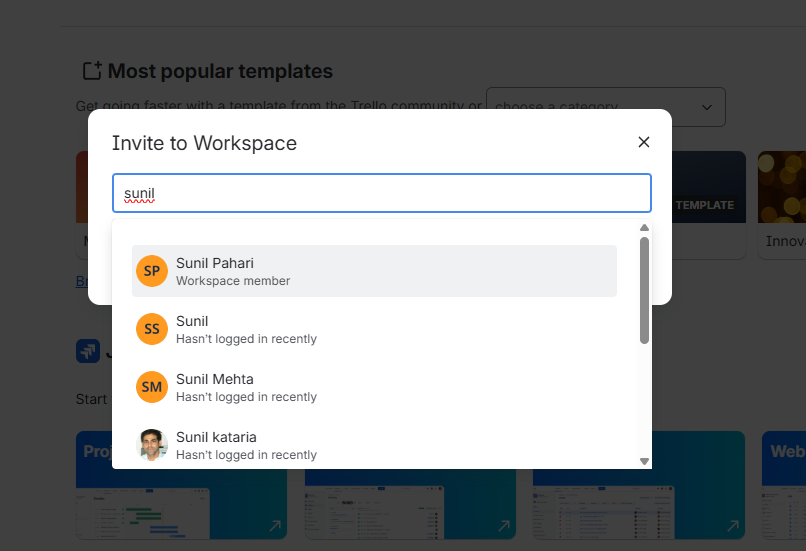 Most popular templates
Get going faster with a template from the Trello community or
choose a category
Invite to Workspace
sunil
TEMPLATE
Innova
SP
Sunil Pahari
Workspace member
SS
Sunil
Hasn't logged in recently
SM
Sunil Mehta
Hasn't logged in recently
Sunil kataria
Hasn't logged in recently
Start
Proj
Web